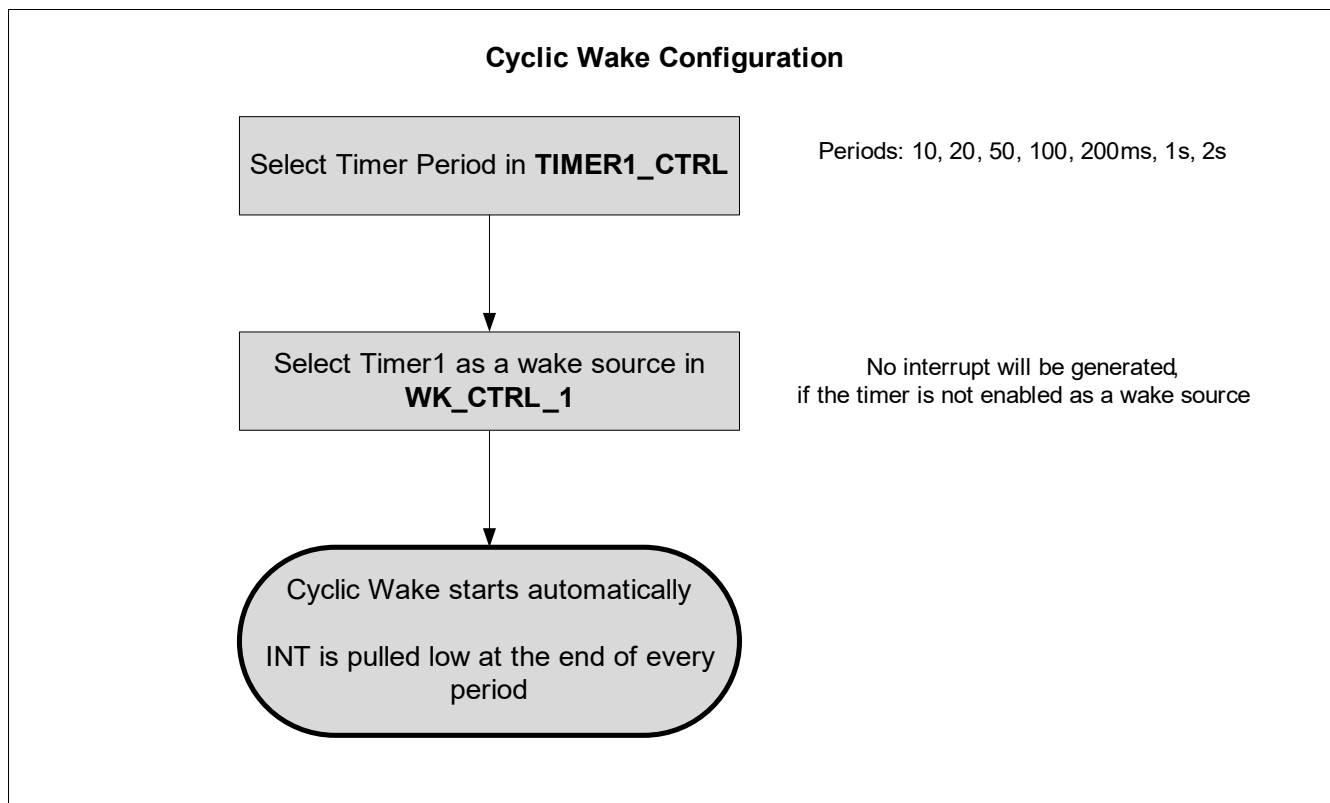 Cyclic Wake Configuration
Select Timer Period in TIMER1_CTRL
Periods: 10, 20, 50, 100, 200ms, 1s, 2s
Select Timer1 as a wake source in
WK_CTRL_1
No interrupt will be generated,
if the timer is not enabled as a wake source
Cyclic Wake starts automatically
INT is pulled low at the end of every
period